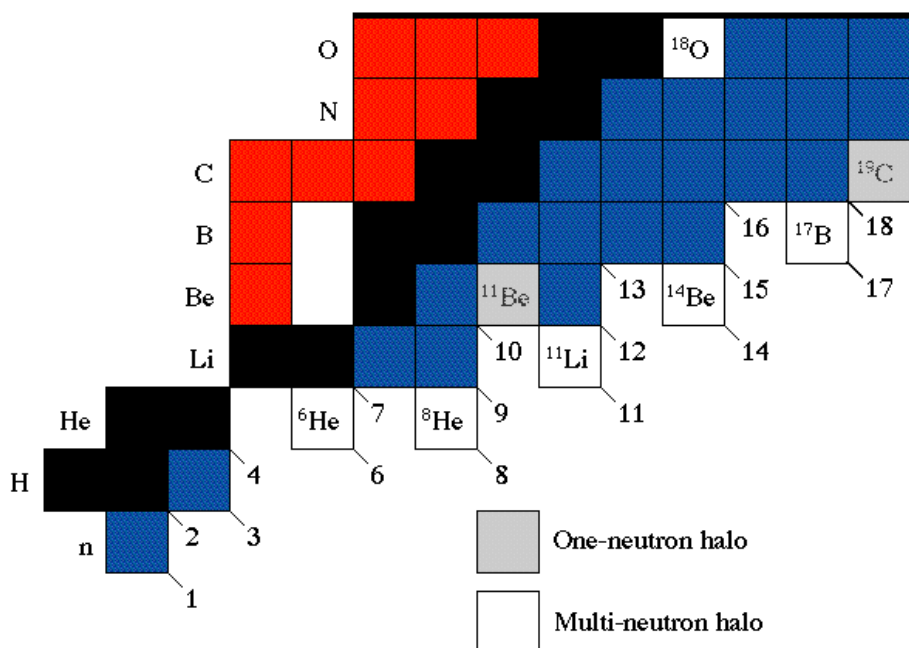 O ¹⁸O
N
C ¹⁹C
B ¹⁷B 16 18
Be ¹¹Be ¹⁴Be 13 15 17
Li ¹¹Li 10 12 14
He ⁶He ⁸He 7 9 11
H 4 6 8
n 2 3
1
One-neutron halo
Multi-neutron halo